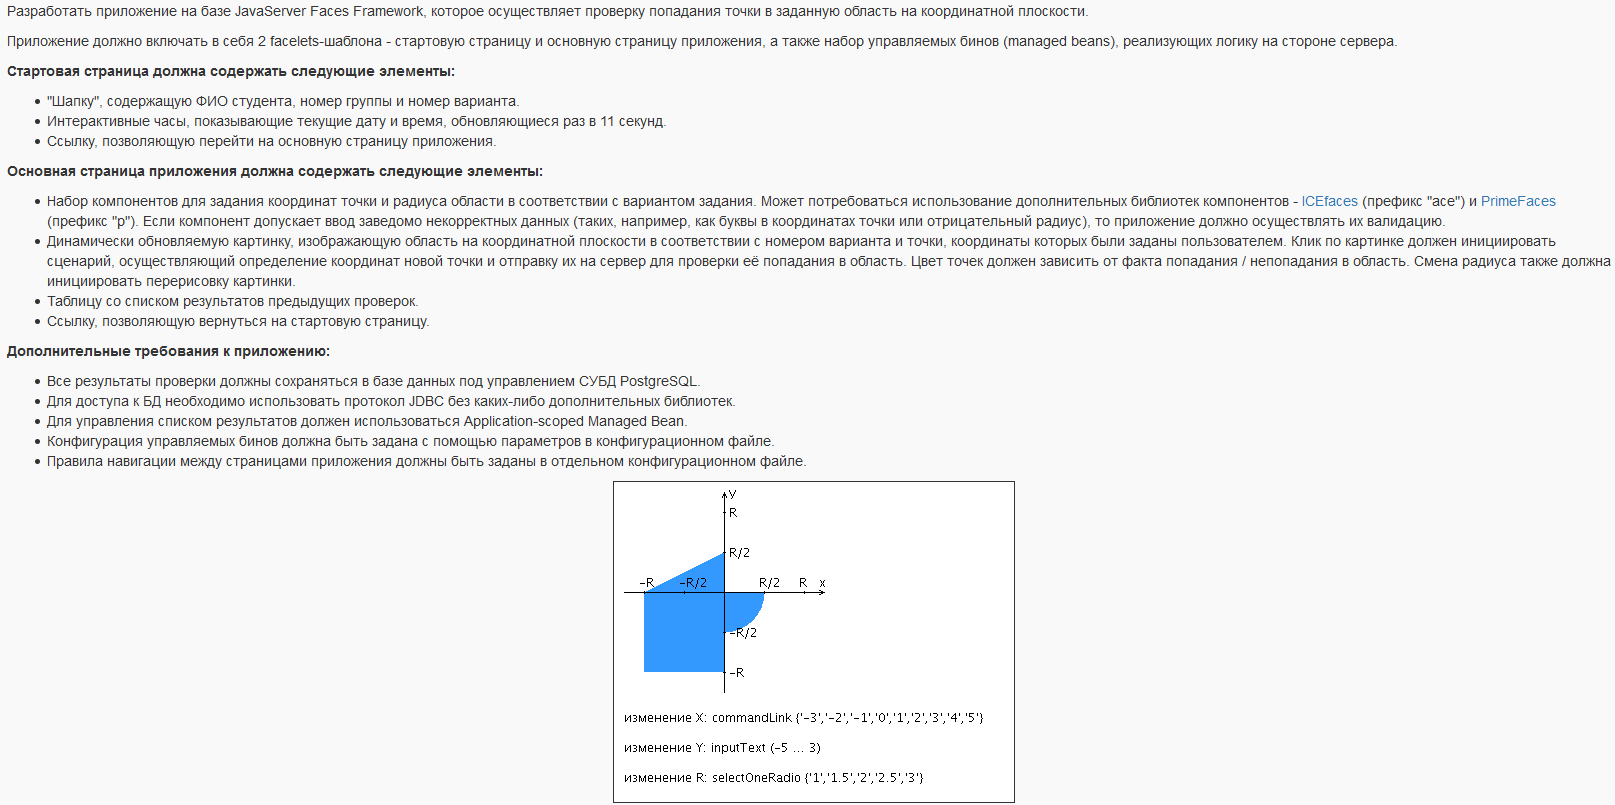 Разработать приложение на базе JavaServer Faces Framework, которое осуществляет проверку попадания точки в заданную область на координатной плоскости.
Приложение должно включать в себя 2 facelets-шаблона - стартовую страницу и основную страницу приложения, а также набор управляемых бинов (managed beans), реализующих логику на стороне сервера.
Стартовая страница должна содержать следующие элементы:
• "Шапку", содержащую ФИО студента, номер группы и номер варианта.
• Интерактивные часы, показывающие текущие дату и время, обновляющиеся раз в 11 секунд.
• Ссылку, позволяющую перейти на основную страницу приложения.
Основная страница приложения должна содержать следующие элементы:
• Набор компонентов для задания координат точки и радиуса области в соответствии с вариантом задания. Может потребоваться использование дополнительных библиотек компонентов - ICEfaces (префикс "ace") и PrimeFaces
(префикс "p"). Если компонент допускает ввод заведомо некорректных данных (таких, например, как буквы в координатах точки или отрицательный радиус), то приложение должно осуществлять их валидацию.
• Динамически обновляемую картинку, изображающую область на координатной плоскости в соответствии с номером варианта и точки, координаты которых были заданы пользователем. Клик по картинке должен инициировать
сценарий, осуществляющий определение координат новой точки и отправку их на сервер для проверки её попадания в область. Цвет точек должен зависить от факта попадания / непопадания в область. Смена радиуса также должна
инициировать перерисовку картинки.
• Таблицу со списком результатов предыдущих проверок.
• Ссылку, позволяющую вернуться на стартовую страницу.
Дополнительные требования к приложению:
• Все результаты проверки должны сохраняться в базе данных под управлением СУБД PostgreSQL.
• Для доступа к БД необходимо использовать протокол JDBC без каких-либо дополнительных библиотек.
• Для управления списком результатов должен использоваться Application-scoped Managed Bean.
• Конфигурация управляемых бинов должна быть задана с помощью параметров в конфигурационном файле.
• Правила навигации между страницами приложения должны быть заданы в отдельном конфигурационном файле.
y
R
R/2
-R -R/2 R/2 R x
-R/2
-R
изменение X: commandLink {'-3','-2','-1','0','1','2','3','4','5'}
изменение Y: inputText (-5 ... 3)
изменение R: selectOneRadio {'1','1.5','2','2.5','3'}